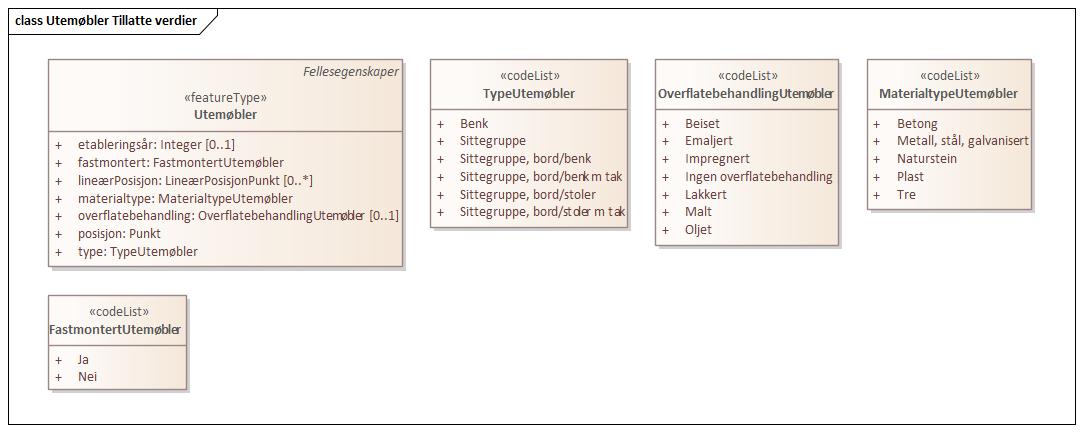 class Utemøbler Tillatte verdier
Fellesegenskaper
«featureType»
Utemøbler
+ etableringsår: Integer [0..1]
+ fastmontert: FastmontertUtemøbler
+ lineærPosisjon: LineærPosisjonPunkt [0..*]
+ materialtype: MaterialtypeUtemøbler
+ overflatebehandling: OverflatebehandlingUtemøbler [0..1]
+ posisjon: Punkt
+ type: TypeUtemøbler
«codeList»
TypeUtemøbler
+ Benk
+ Sittegruppe
+ Sittegruppe, bord/benk
+ Sittegruppe, bord/benk m tak
+ Sittegruppe, bord/stoler
+ Sittegruppe, bord/stoler m tak
«codeList»
OverflatebehandlingUtemøbler
+ Beiset
+ Emaljert
+ Impregnert
+ Ingen overflatebehandling
+ Lakkert
+ Malt
+ Oljet
«codeList»
MaterialtypeUtemøbler
+ Betong
+ Metall, stål, galvanisert
+ Naturstein
+ Plast
+ Tre
«codeList»
FastmontertUtemøbler
+ Ja
+ Nei